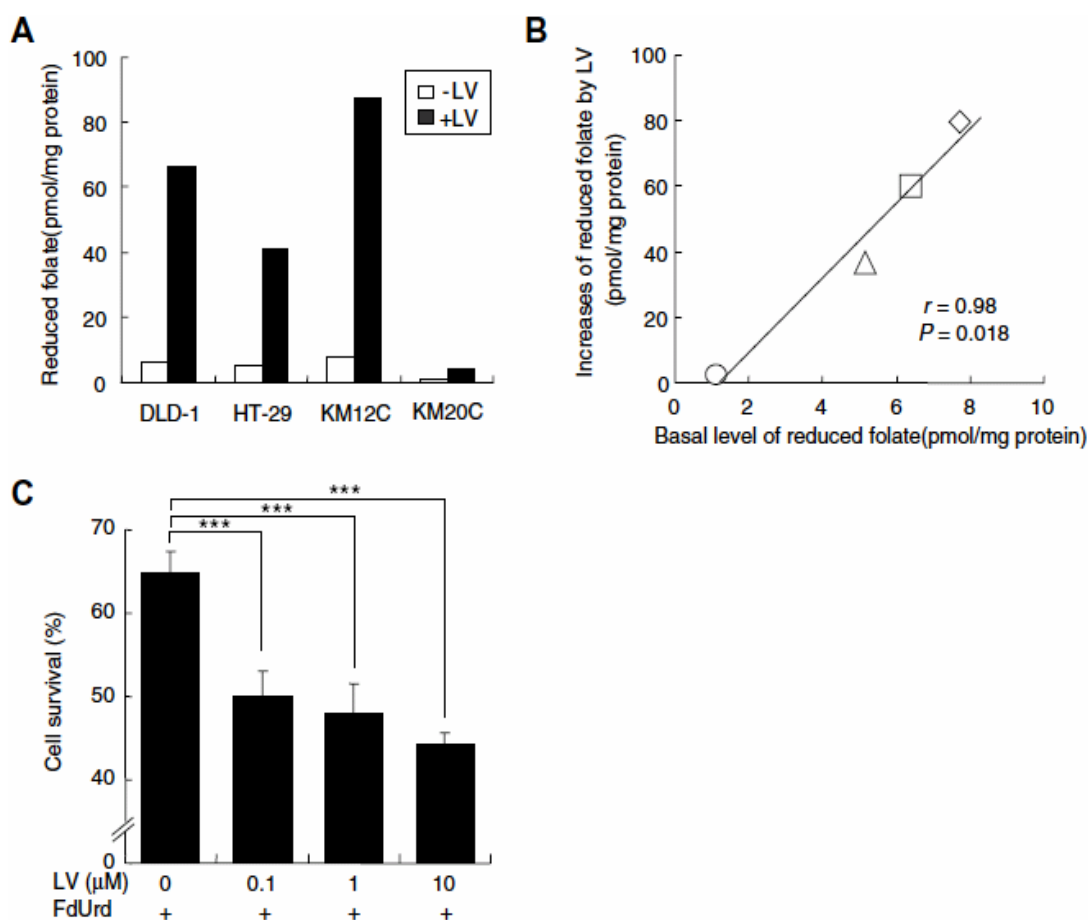 A
Reduced folate(pmol/mg protein)
100
80
60
40
20
0
-LV
+LV
DLD-1 HT-29 KM12C KM20C
B
Increases of reduced folate by LV
(pmol/mg protein)
100
80
60
40
20
0
r = 0.98
P = 0.018
0 2 4 6 8 10
Basal level of reduced folate(pmol/mg protein)
C
Cell survival (%)
70
60
50
40
0
***
***
***
LV (μM) 0 0.1 1 10
FdUrd + + + +